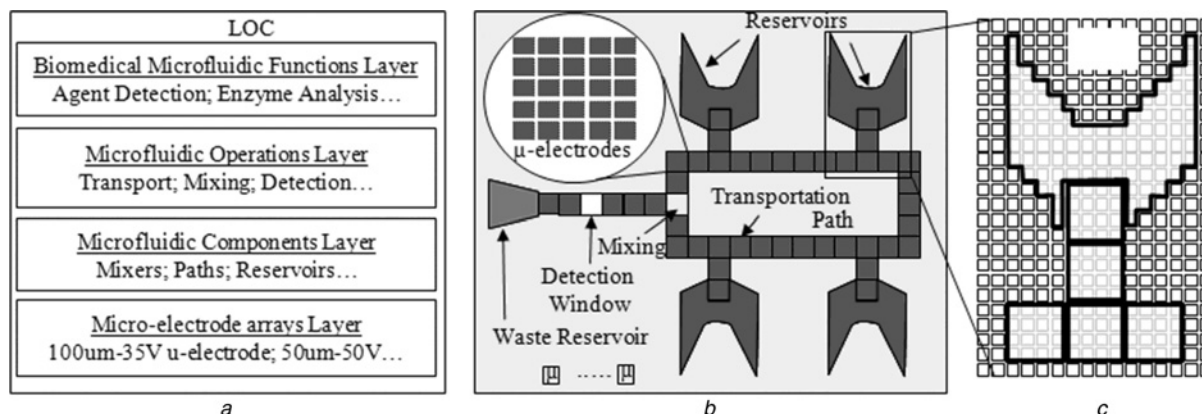 LOC
Biomedical Microfluidic Functions Layer
Agent Detection; Enzyme Analysis…
Microfluidic Operations Layer
Transport; Mixing; Detection…
Microfluidic Components Layer
Mixers; Paths; Reservoirs…
Micro-electrode arrays Layer
100um-35V u-electrode; 50um-50V…
a
Reservoirs
μ-electrodes
Transportation
Path
Mixing
Detection
Window
Waste Reservoir
μ ..... μ
b
c